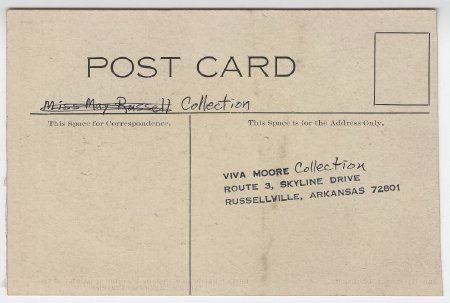 POST CARD
Miss May Russell Collection
This Space for Correspondence.
This Space is for the Address Only.
VIVA MOORE Collection
ROUTE 3, SKYLINE DRIVE
RUSSELLVILLE, ARKANSAS 72801